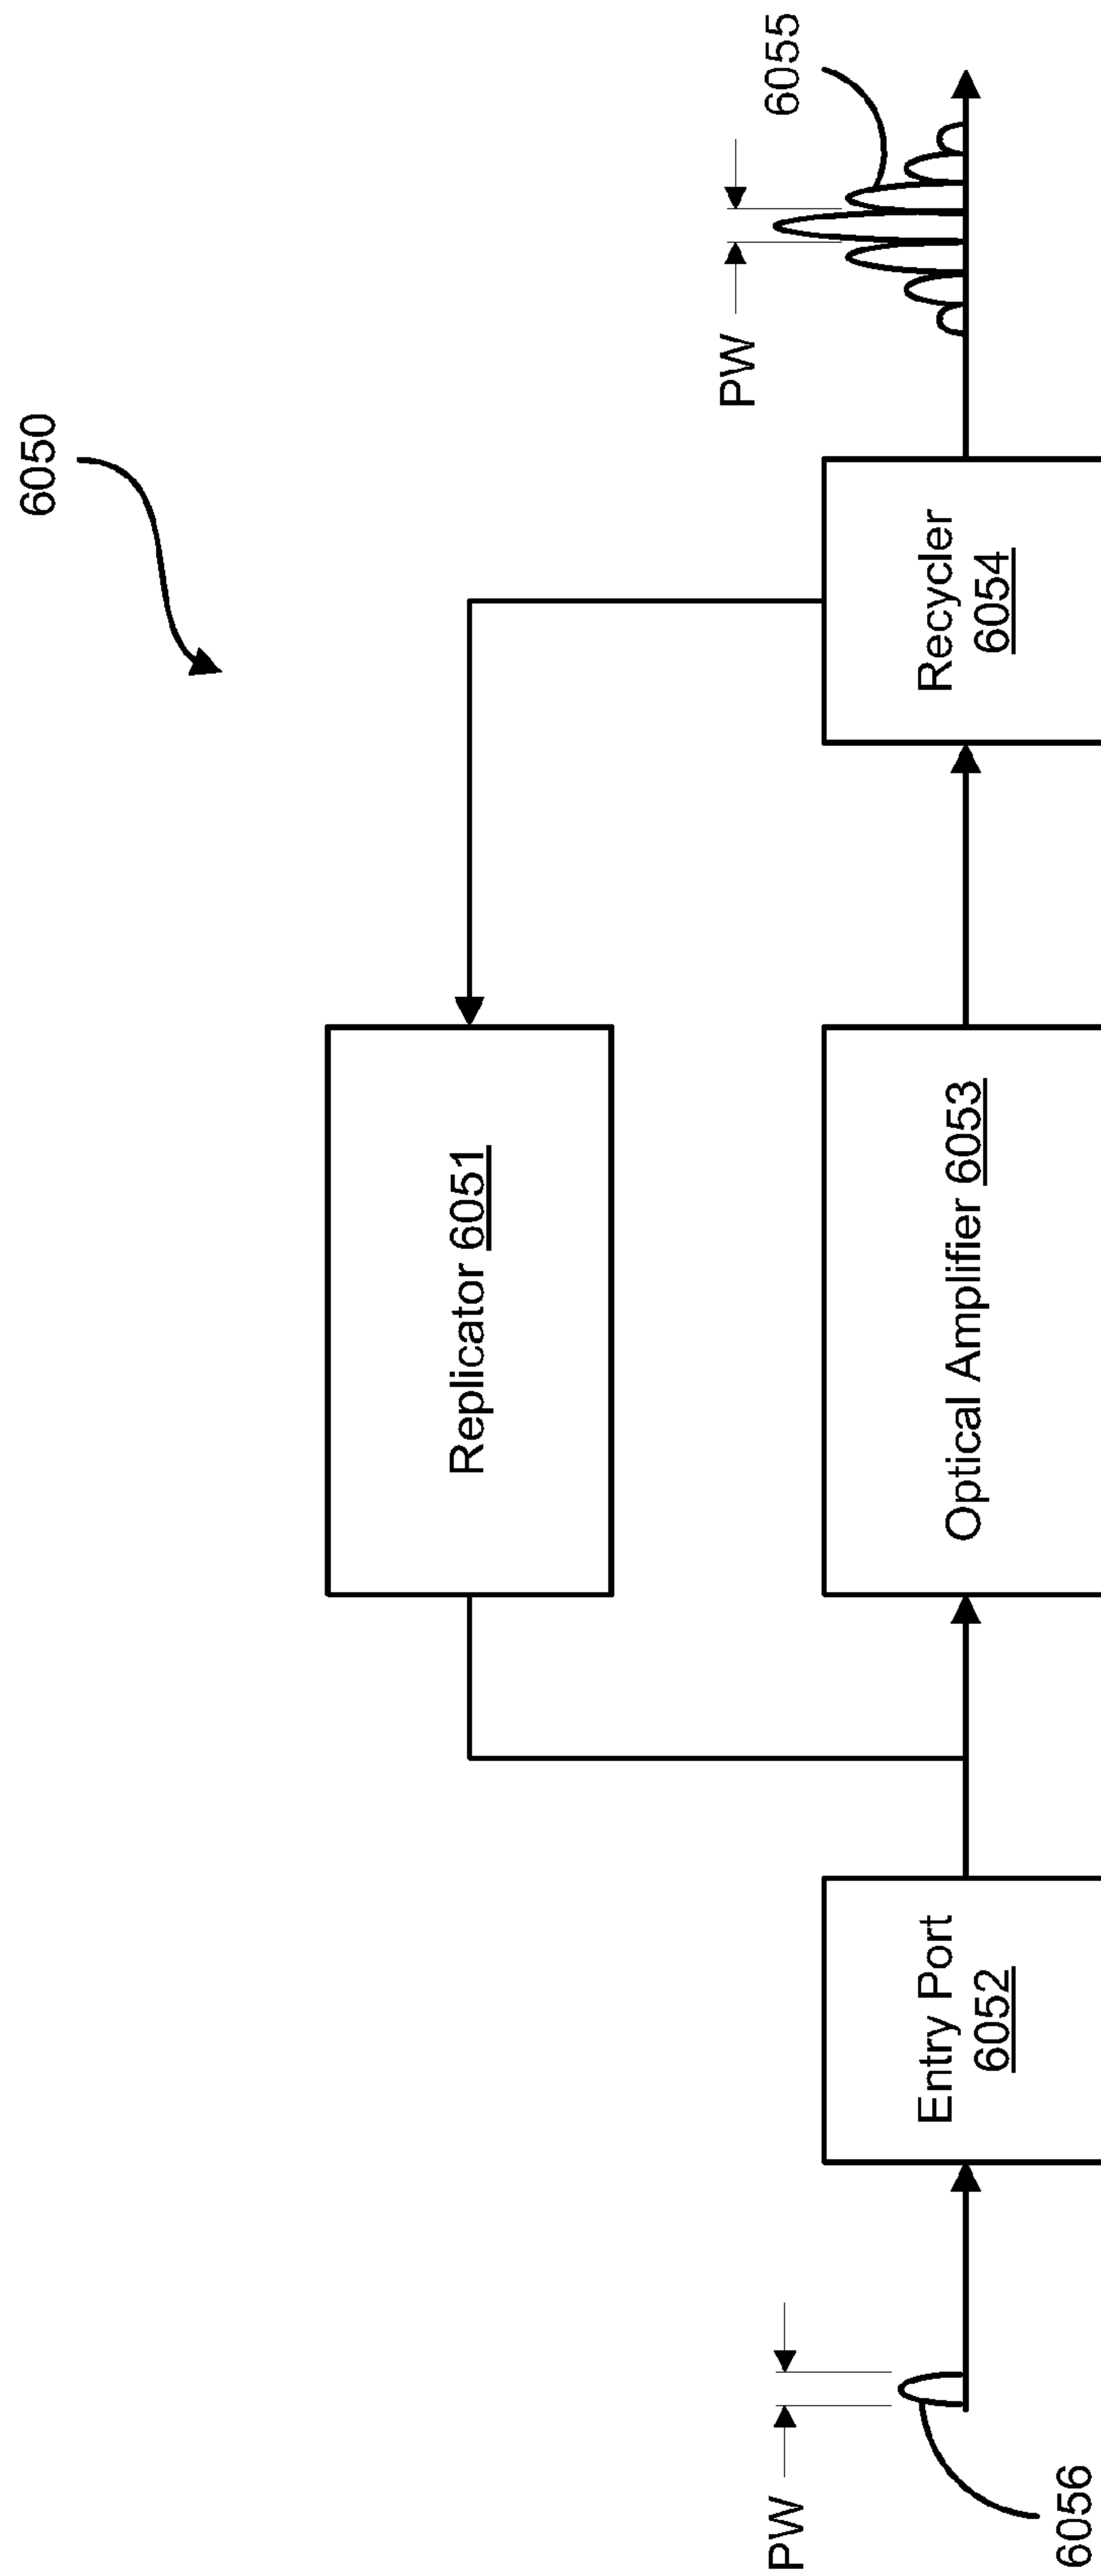 6050
Replicator 6051
PW
6055
PW
6056
Entry Port
6052
Optical Amplifier 6053
Recycler
6054